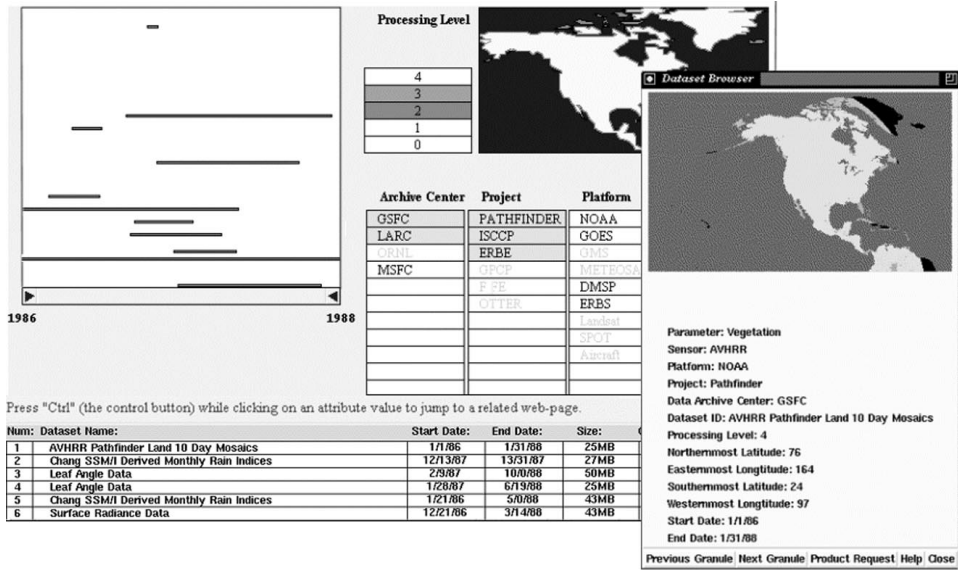 Processing Level
4
3
2
1
0
1986 1988
Archive Center Project Platform
GSFC PATHFINDER NOAA
LARC ISCCP GOES
ORNL ERBE GMS
MSFC GPCP METEOSA
FIFE DMSP
OTTER ERBS
Landsat
SPOT
Aircraft
Press "Ctrl" (the control button) while clicking on an attribute value to jump to a related web-page.
Num: Dataset Name: Start Date: End Date: Size:
1 AVHRR Pathfinder Land 10 Day Mosaics 1/1/86 1/31/88 25MB
2 Chang SSM/I Derived Monthly Rain Indices 12/13/87 13/31/87 27MB
3 Leaf Angle Data 2/9/87 10/0/88 50MB
4 Leaf Angle Data 1/28/87 6/19/88 25MB
5 Chang SSM/I Derived Monthly Rain Indices 1/21/86 5/0/88 43MB
6 Surface Radiance Data 12/21/86 3/14/88 43MB
Dataset Browser
Parameter: Vegetation
Sensor: AVHRR
Platform: NOAA
Project: Pathfinder
Data Archive Center: GSFC
Dataset ID: AVHRR Pathfinder Land 10 Day Mosaics
Processing Level: 4
Northernmost Latitude: 76
Easternmost Longtitude: 164
Southernmost Latitude: 24
Westernmost Longtitude: 97
Start Date: 1/1/86
End Date: 1/31/88
Previous Granule Next Granule Product Request Help Close